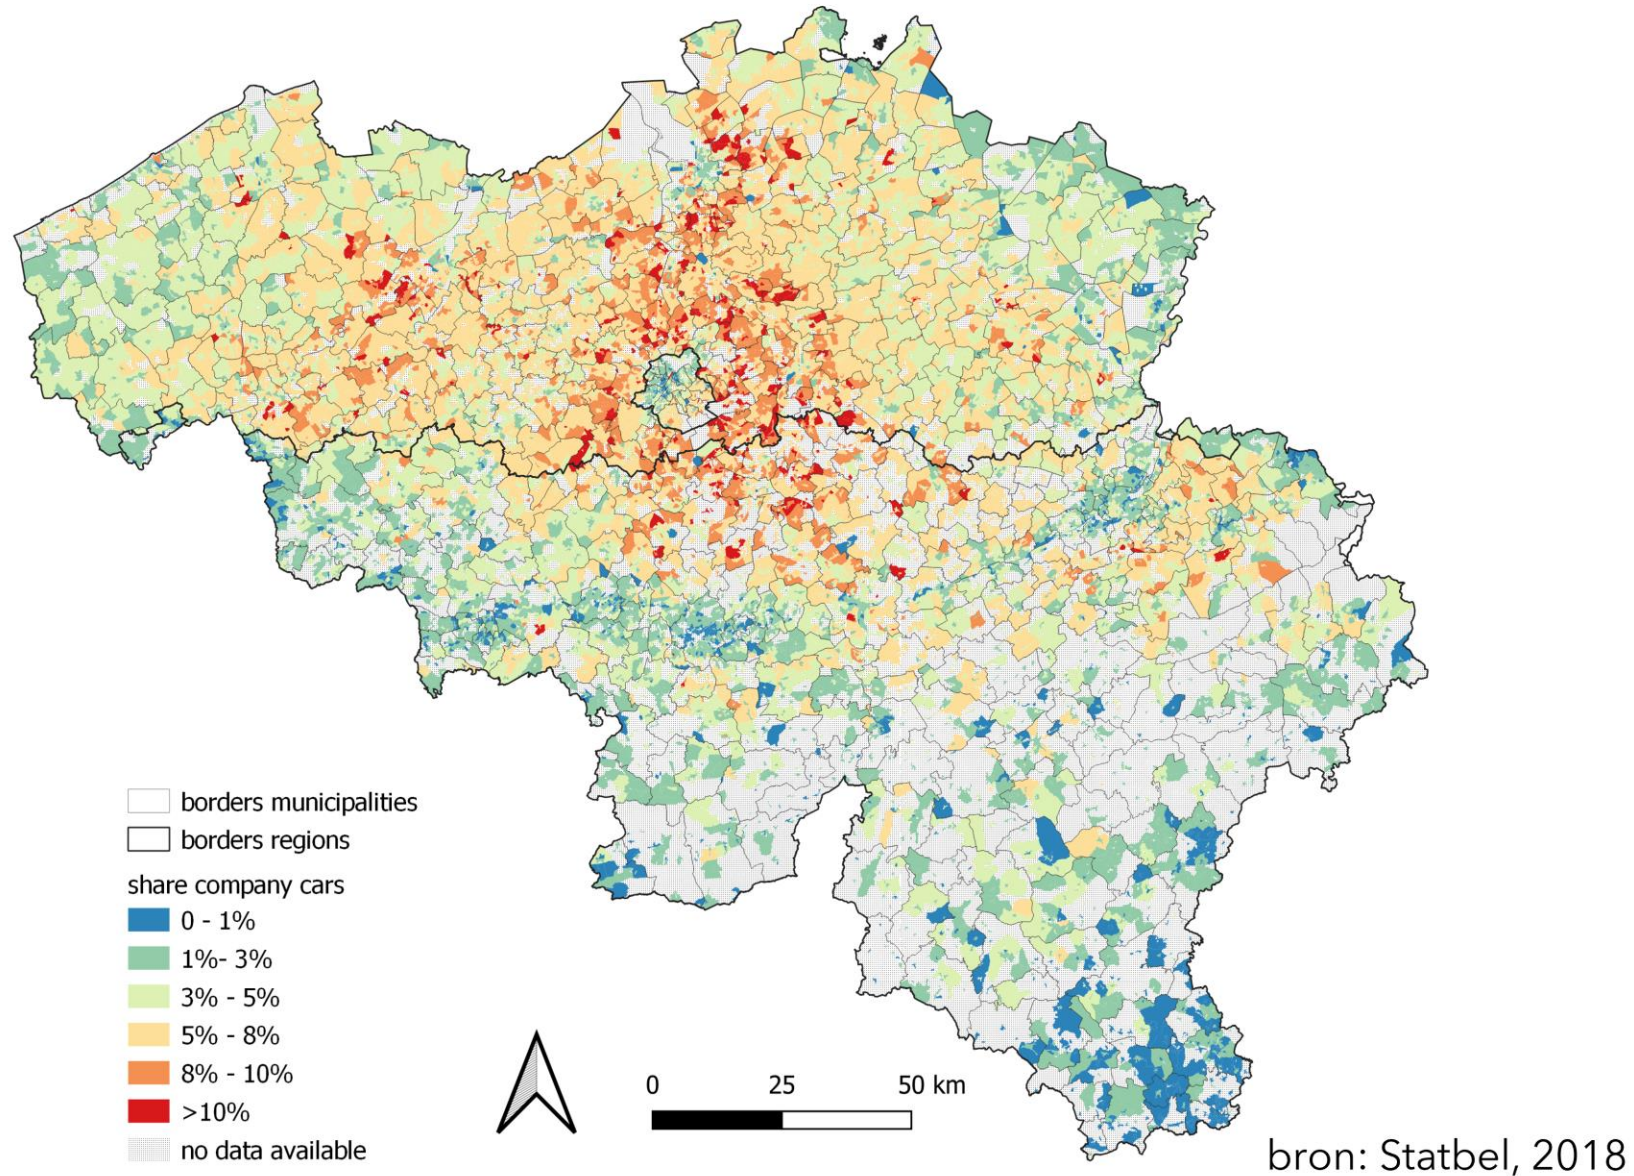 borders municipalities
borders regions
share company cars
0 - 1%
1%- 3%
3% - 5%
5% - 8%
8% - 10%
>10%
no data available
0 25 50 km
bron: Statbel, 2018